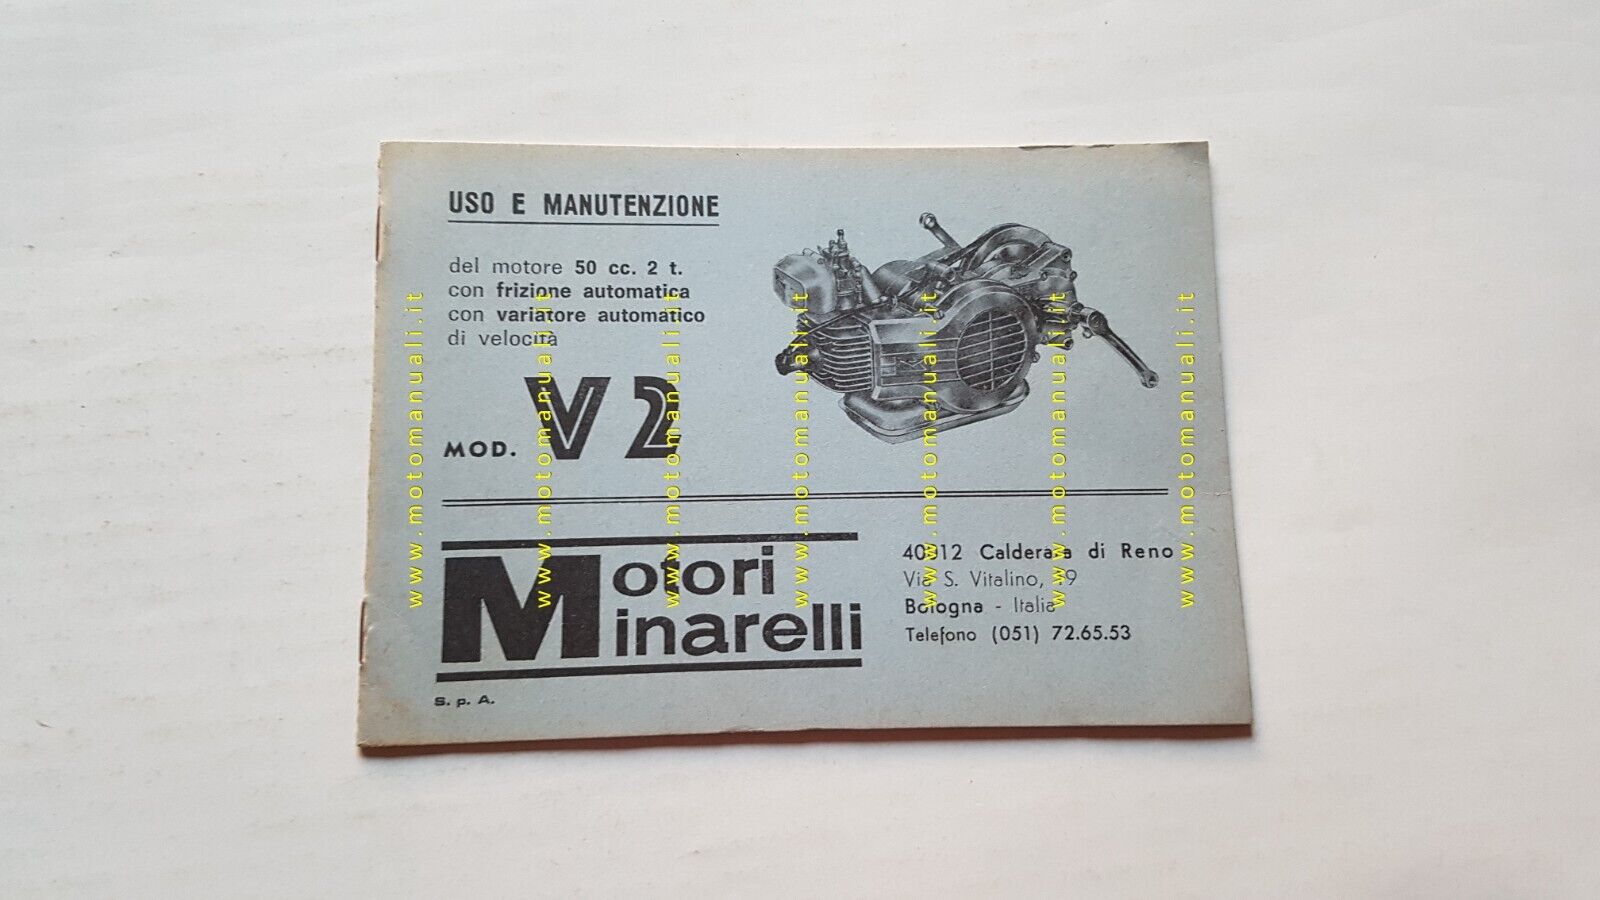 USO E MANUTENZIONE
del motore 50 cc. 2 t.
con frizione automatica
con variatore automatico
di velocità
MOD. V2
Motori
Minarelli
S. p. A.
40012 Calderara di Reno
Via S. Vitalino,
Bologna - Italia
Telefono (051) 72.65.53
www.motomanuali.it
www.motomanuali.it
www.motomanuali.it
www.motomanuali.it
www.motomanuali.it
www.motomanuali.it
www.motomanuali.it